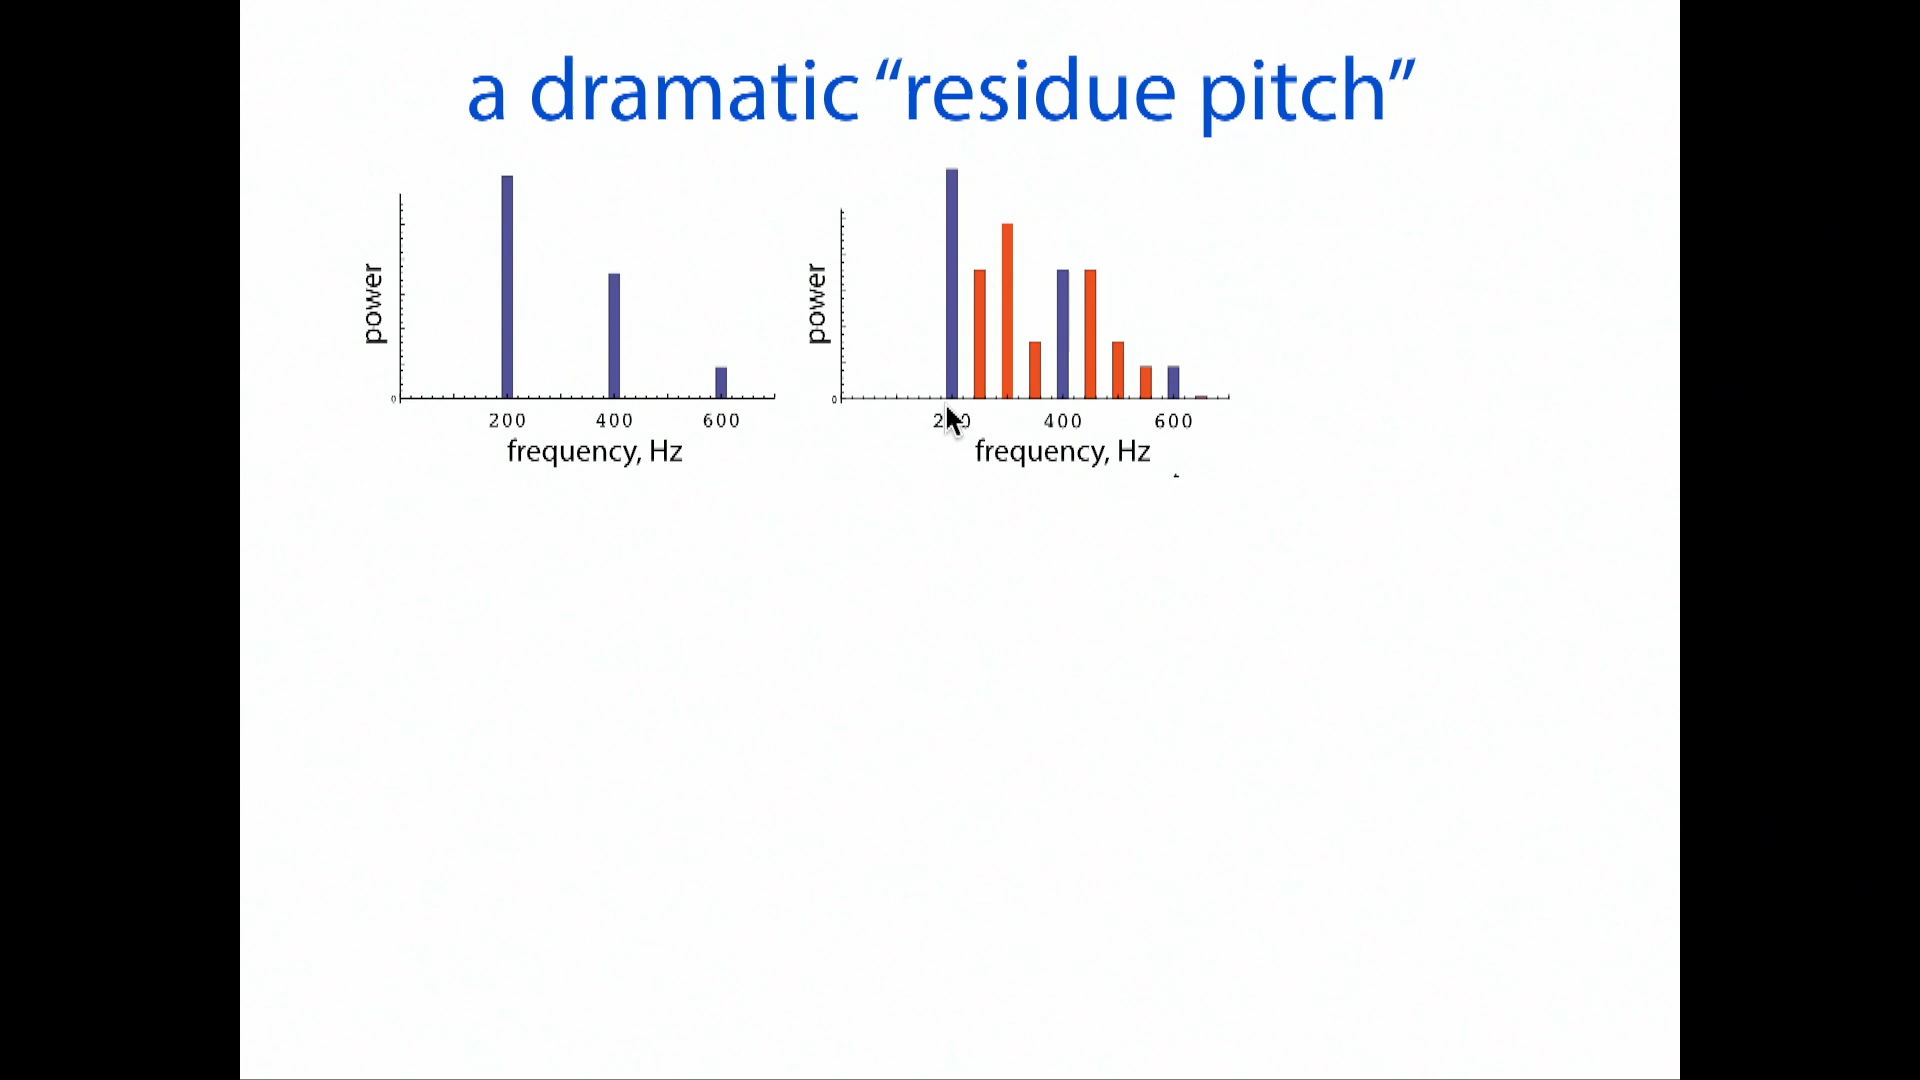 a dramatic “residue pitch”
power
0
200 400 600
frequency, Hz
power
0
400 600
frequency, Hz